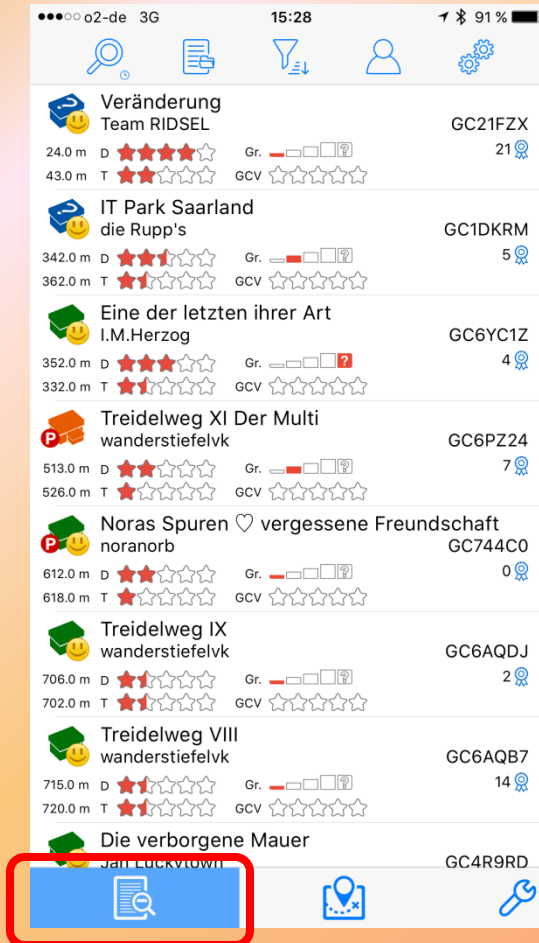 o2-de 3G 15:28 91 %
Veränderung
Team RIDSEL GC21FZX
24.0 m D Gr. ? 21
43.0 m T GCV
IT Park Saarland
die Rupp's GC1DKRM
342.0 m D Gr. ? 5
362.0 m T GCV
Eine der letzten ihrer Art
I.M.Herzog GC6YC1Z
352.0 m D Gr. ? 4
332.0 m T GCV
Treidelweg XI Der Multi
P wanderstiefelvk GC6PZ24
513.0 m D Gr. ? 7
526.0 m T GCV
Noras Spuren ♡ vergessene Freundschaft
P noranorb GC744C0
612.0 m D Gr. ? 0
618.0 m T GCV
Treidelweg IX
wanderstiefelvk GC6AQDJ
706.0 m D Gr. ? 2
702.0 m T GCV
Treidelweg VIII
wanderstiefelvk GC6AQB7
715.0 m D Gr. ? 14
720.0 m T GCV
Die verborgene Mauer
Jan Luckytown GC4R9RD